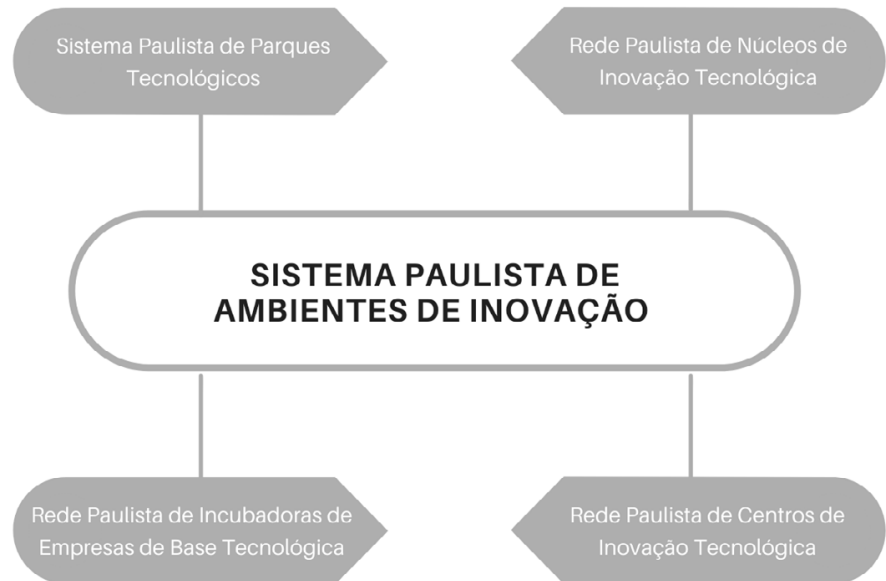 Sistema Paulista de Parques
Tecnológicos
Rede Paulista de Núcleos de
Inovação Tecnológica
SISTEMA PAULISTA DE
AMBIENTES DE INOVAÇÃO
Rede Paulista de Incubadoras de
Empresas de Base Tecnológica
Rede Paulista de Centros de
Inovação Tecnológica